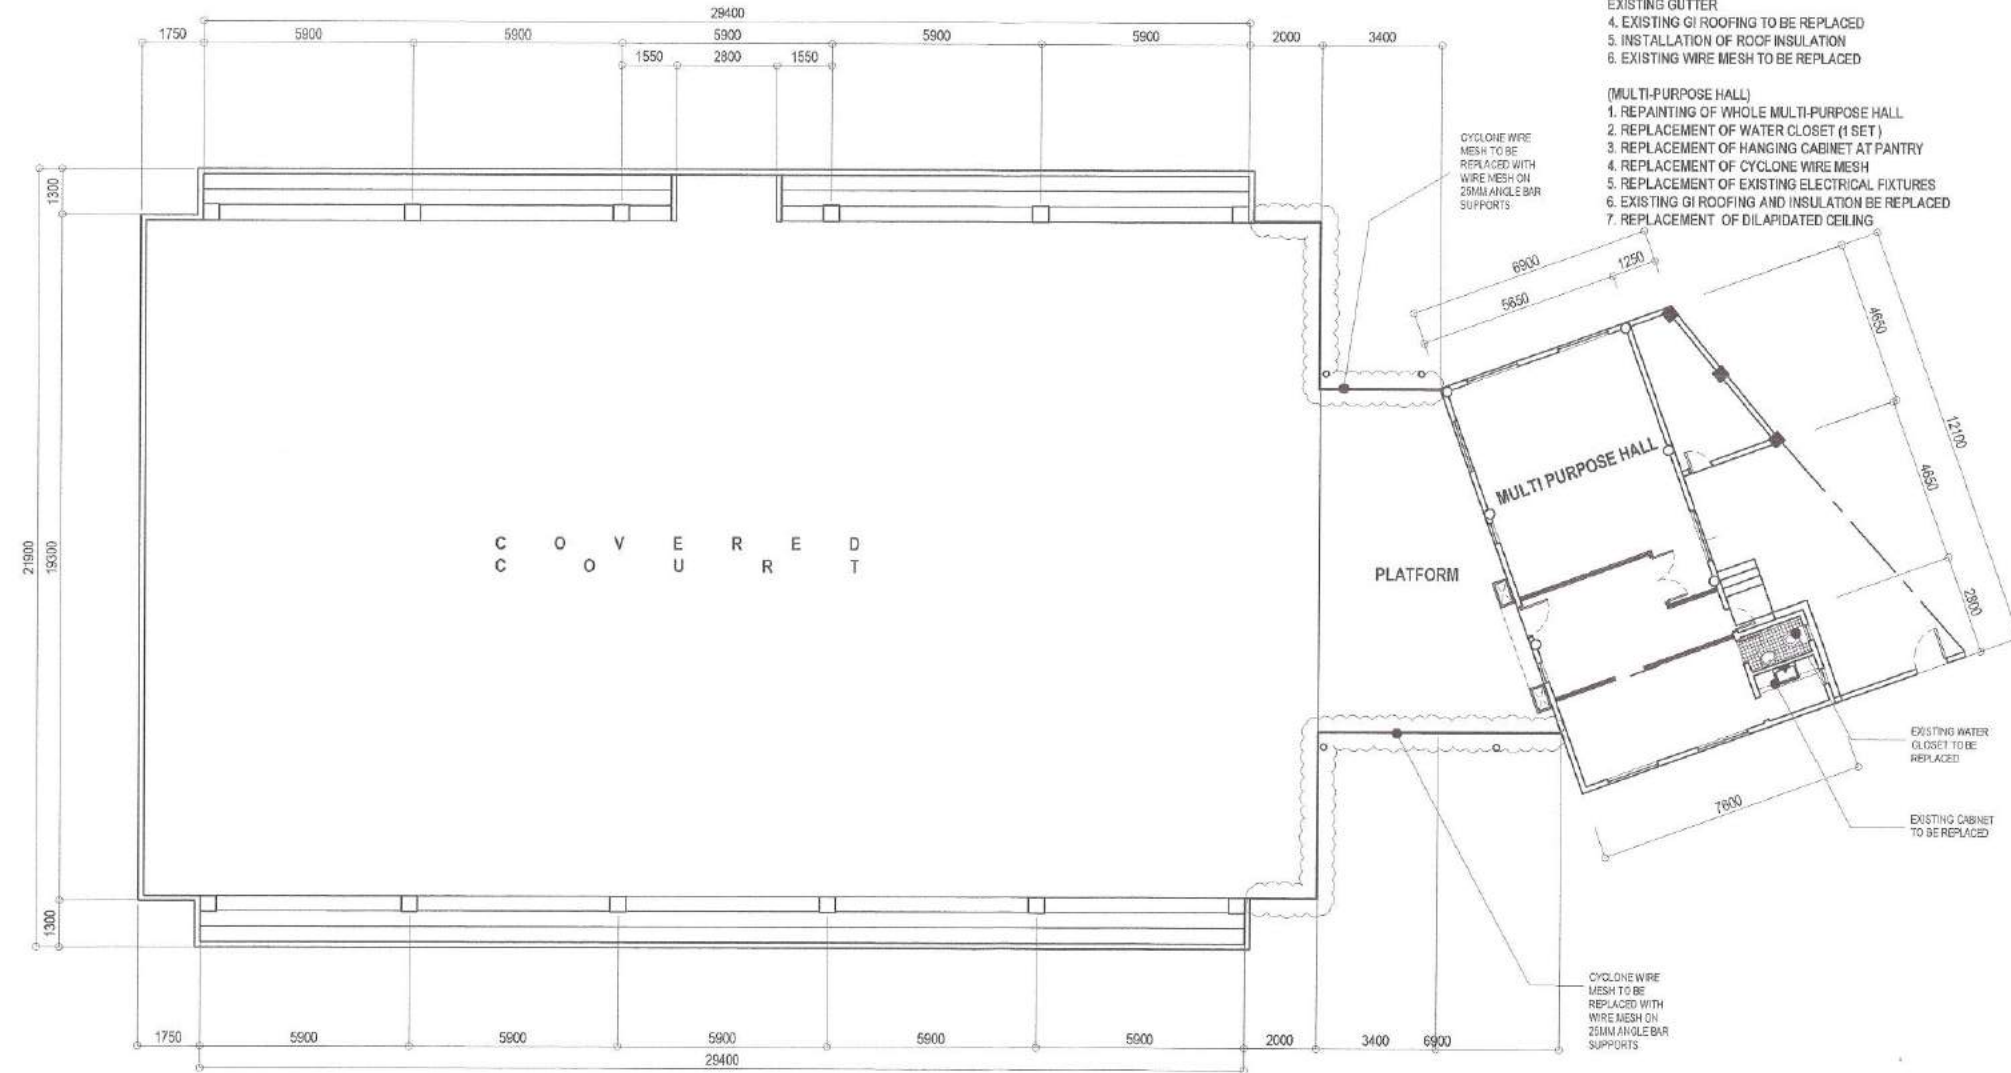 EXISTING GUTTER
4. EXISTING GI ROOFING TO BE REPLACED
5. INSTALLATION OF ROOF INSULATION
6. EXISTING WIRE MESH TO BE REPLACED
(MULTI-PURPOSE HALL)
1. REPAINTING OF WHOLE MULTI-PURPOSE HALL
2. REPLACEMENT OF WATER CLOSET (1 SET )
3. REPLACEMENT OF HANGING CABINET AT PANTRY
4. REPLACEMENT OF CYCLONE WIRE MESH
5. REPLACEMENT OF EXISTING ELECTRICAL FIXTURES
6. EXISTING GI ROOFING AND INSULATION BE REPLACED
7. REPLACEMENT OF DILAPIDATED CEILING
29400
1750 5900 5900 5900 5900 5900 2000 3400
1550 2800 1550
CYCLONE WIRE
MESH TO BE
REPLACED WITH
WIRE MESH ON
25MM ANGLE BAR
SUPPORTS
1300
21900
19300
1300
6900
5650 1250
4650
4650
12100
2800
7600
MULTI PURPOSE HALL
C O V E R E D
C O U R T
PLATFORM
EXISTING WATER
CLOSET TO BE
REPLACED
EXISTING CABINET
TO BE REPLACED
CYCLONE WIRE
MESH TO BE
REPLACED WITH
WIRE MESH ON
25MM ANGLE BAR
SUPPORTS
1750 5900 5900 5900 5900 5900 2000 3400 6900
29400